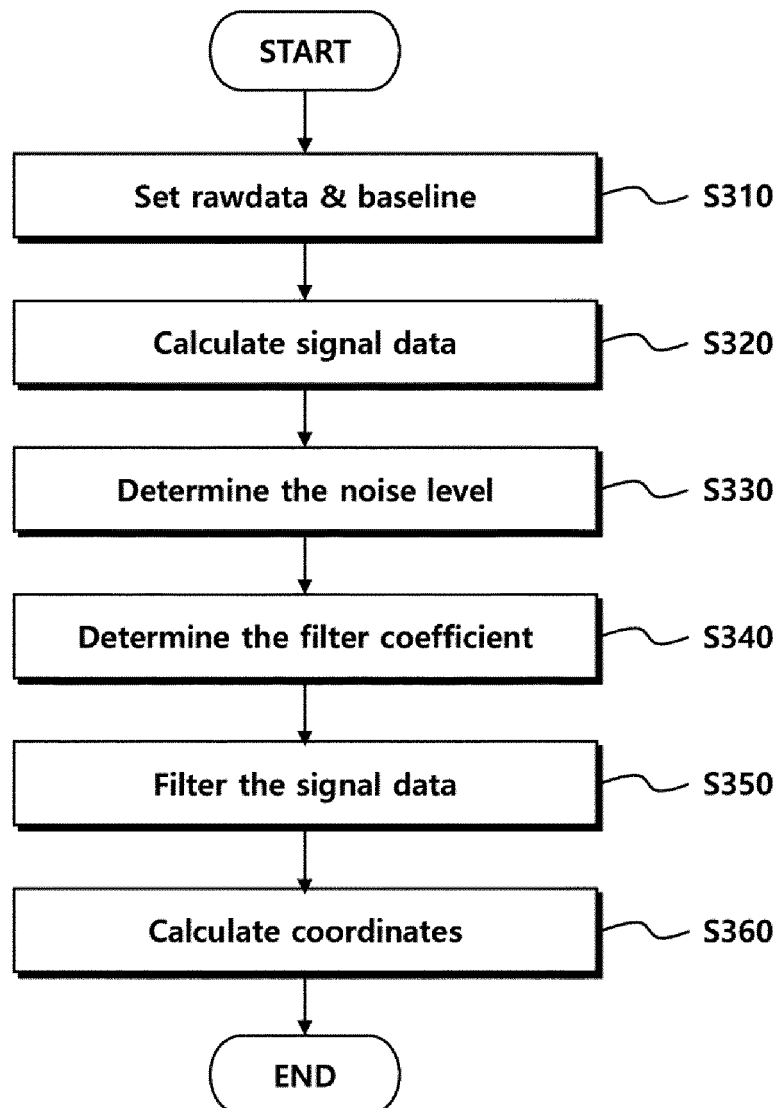 START
Set rawdata & baseline
S310
Calculate signal data
S320
Determine the noise level
S330
Determine the filter coefficient
S340
Filter the signal data
S350
Calculate coordinates
S360
END